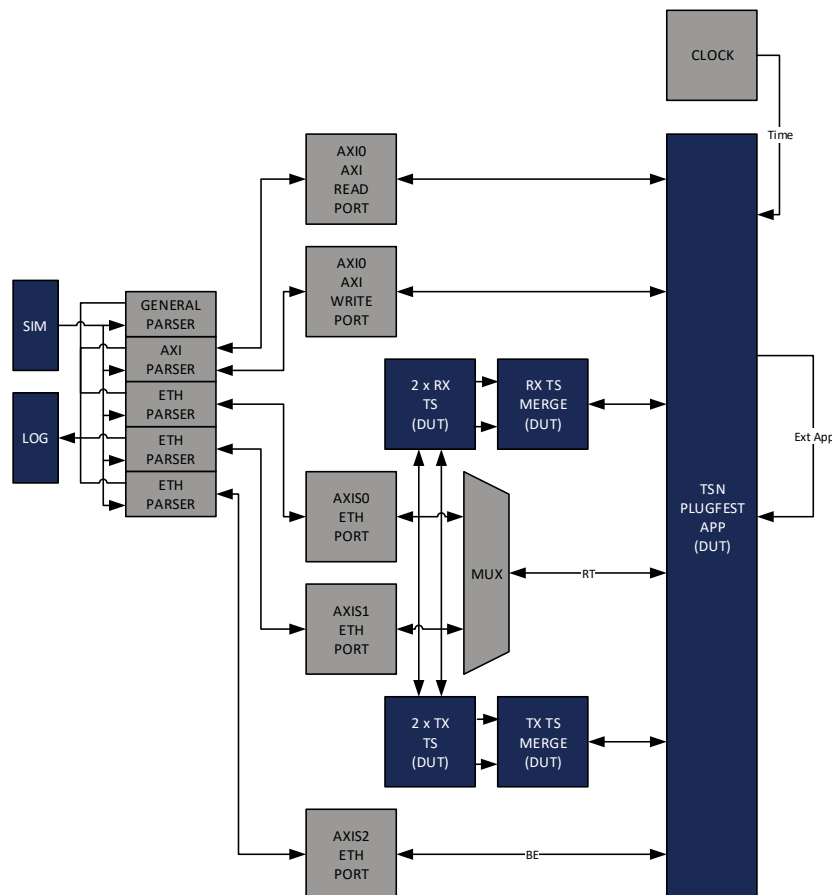 CLOCK
Time
AXI0
AXI
READ
PORT
AXI0
AXI
WRITE
PORT
SIM
LOG
GENERAL
PARSER
AXI
PARSER
ETH
PARSER
ETH
PARSER
ETH
PARSER
2 x RX
TS
(DUT)
RX TS
MERGE
(DUT)
Ext App
AXIS0
ETH
PORT
MUX
RT
TSN
PLUGFEST
APP
(DUT)
AXIS1
ETH
PORT
2 x TX
TS
(DUT)
TX TS
MERGE
(DUT)
AXIS2
ETH
PORT
BE